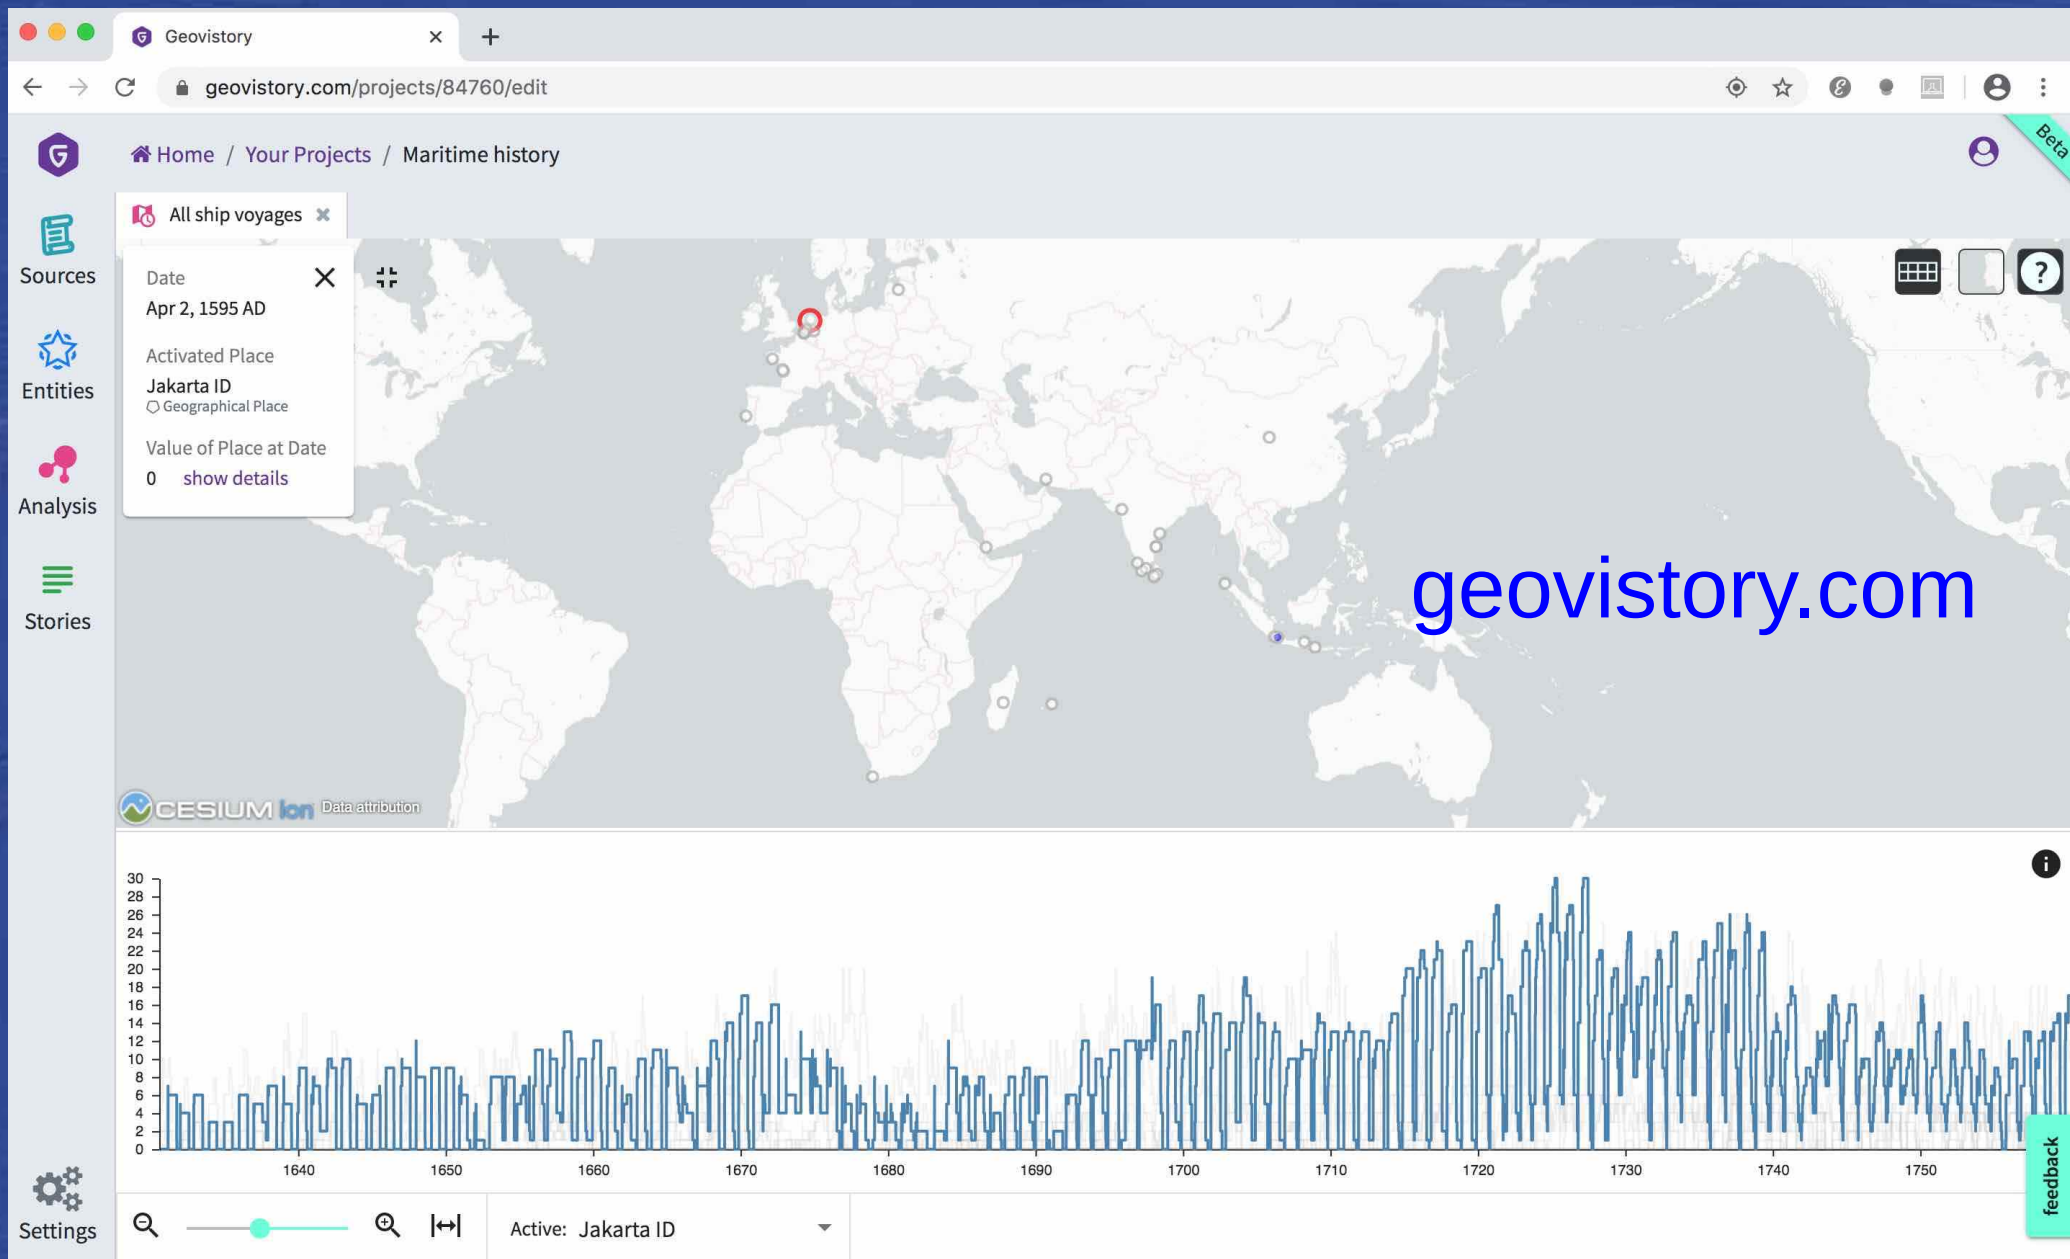 Geovistory
geovistory.com/projects/84760/edit
Home / Your Projects / Maritime history
Beta
All ship voyages
Sources
Entities
Analysis
Stories
Settings
Date
Apr 2, 1595 AD
Activated Place
Jakarta ID
Geographical Place
Value of Place at Date
0 show details
?
geovistory.com
CESIUM ion Data attribution
i
30
28
26
24
22
20
18
16
14
12
10
8
6
4
2
0
1640 1650 1660 1670 1680 1690 1700 1710 1720 1730 1740 1750
feedback
Active: Jakarta ID